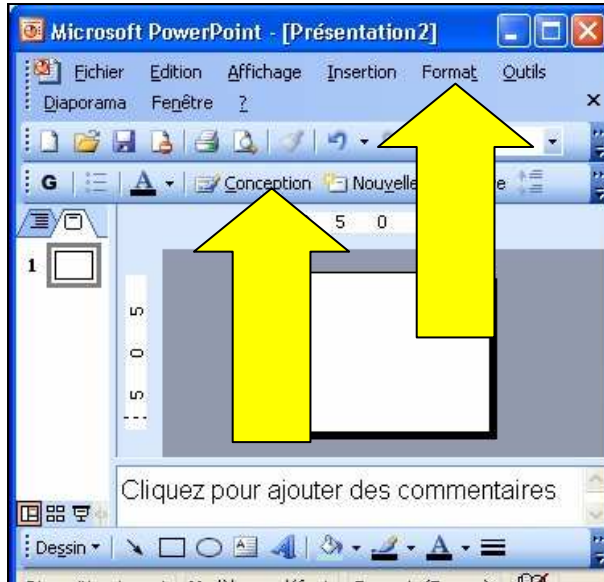 Microsoft PowerPoint - [Présentation2]
Fichier Edition Affichage Insertion Format Outils
Diaporama Fenêtre ?
G A Conception
5 0
1
5
0
5
Cliquez pour ajouter des commentaires
Dessin A